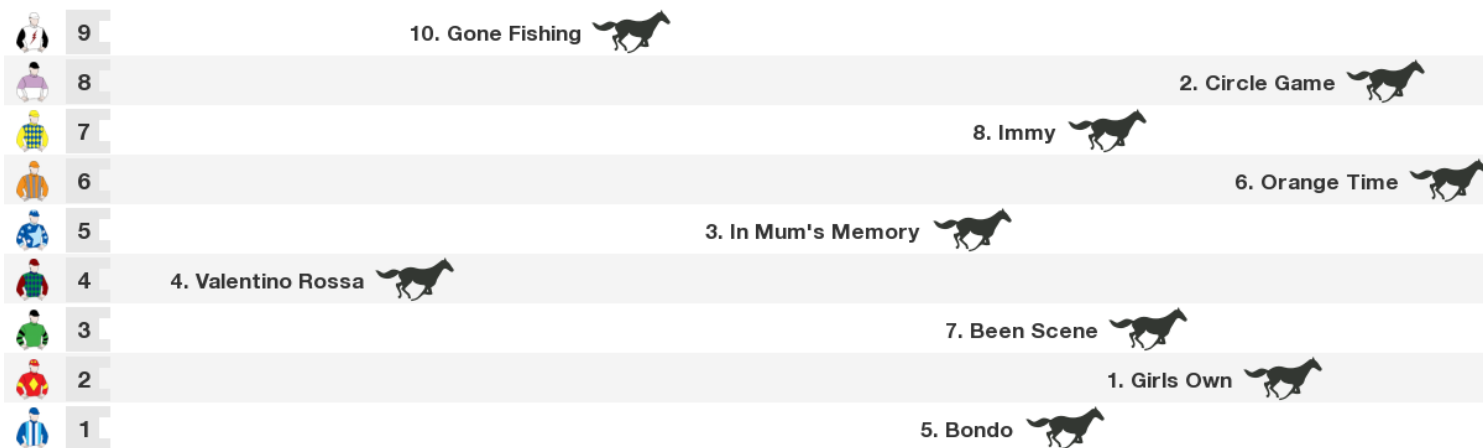 9 10. Gone Fishing
8 2. Circle Game
7 8. Immy
6 6. Orange Time
5 3. In Mum's Memory
4 4. Valentino Rossa
3 7. Been Scene
2 1. Girls Own
1 5. Bondo